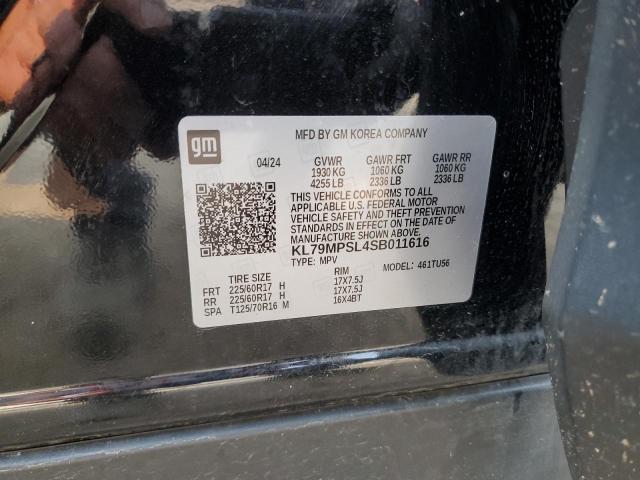 gm
MFD BY GM KOREA COMPANY
04/24 GVWR GAWR FRT GAWR RR
1930 KG 1060 KG 1060 KG
4255 LB 2336 LB 2336 LB
THIS VEHICLE CONFORMS TO ALL
APPLICABLE U.S. FEDERAL MOTOR
VEHICLE SAFETY AND THEFT PREVENTION
STANDARDS IN EFFECT ON THE DATE OF
MANUFACTURE SHOWN ABOVE.
KL79MPSL4SB011616
TYPE: MPV MODEL: 461TU56
TIRE SIZE RIM
FRT 225/60R17 H 17X7.5J
RR 225/60R17 H 17X7.5J
SPA T125/70R16 M 16X4BT